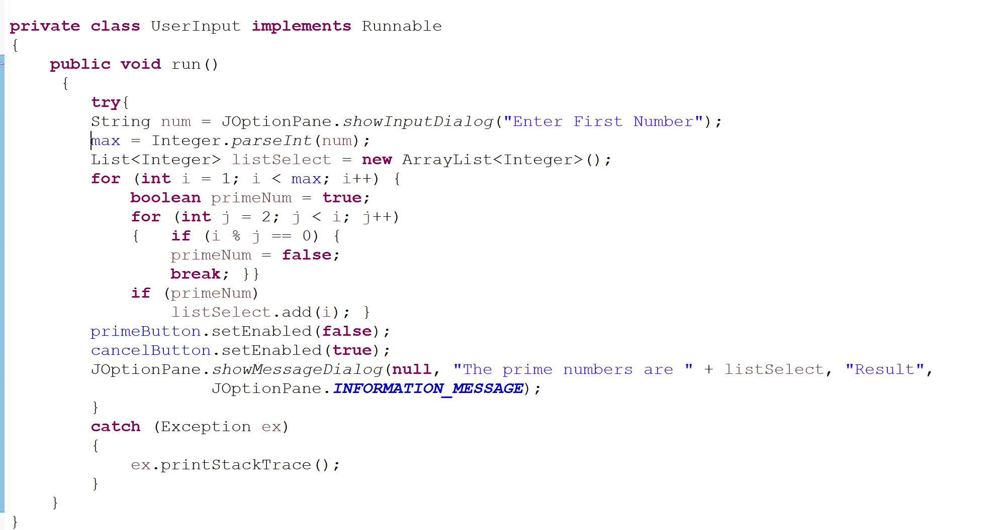 private class UserInput implements Runnable
{
public void run()
{
try{
String num = JOptionPane.showInputDialog("Enter First Number");
max = Integer.parseInt(num);
List<Integer> listSelect = new ArrayList<Integer>();
for (int i = 1; i < max; i++) {
boolean primeNum = true;
for (int j = 2; j < i; j++)
{   if (i % j == 0) {
primeNum = false;
break; }}
if (primeNum)
listSelect.add(i); }
primeButton.setEnabled(false);
cancelButton.setEnabled(true);
JOptionPane.showMessageDialog(null, "The prime numbers are " + listSelect, "Result",
JOptionPane.INFORMATION_MESSAGE);
}
catch (Exception ex)
{
ex.printStackTrace();
}
}
}